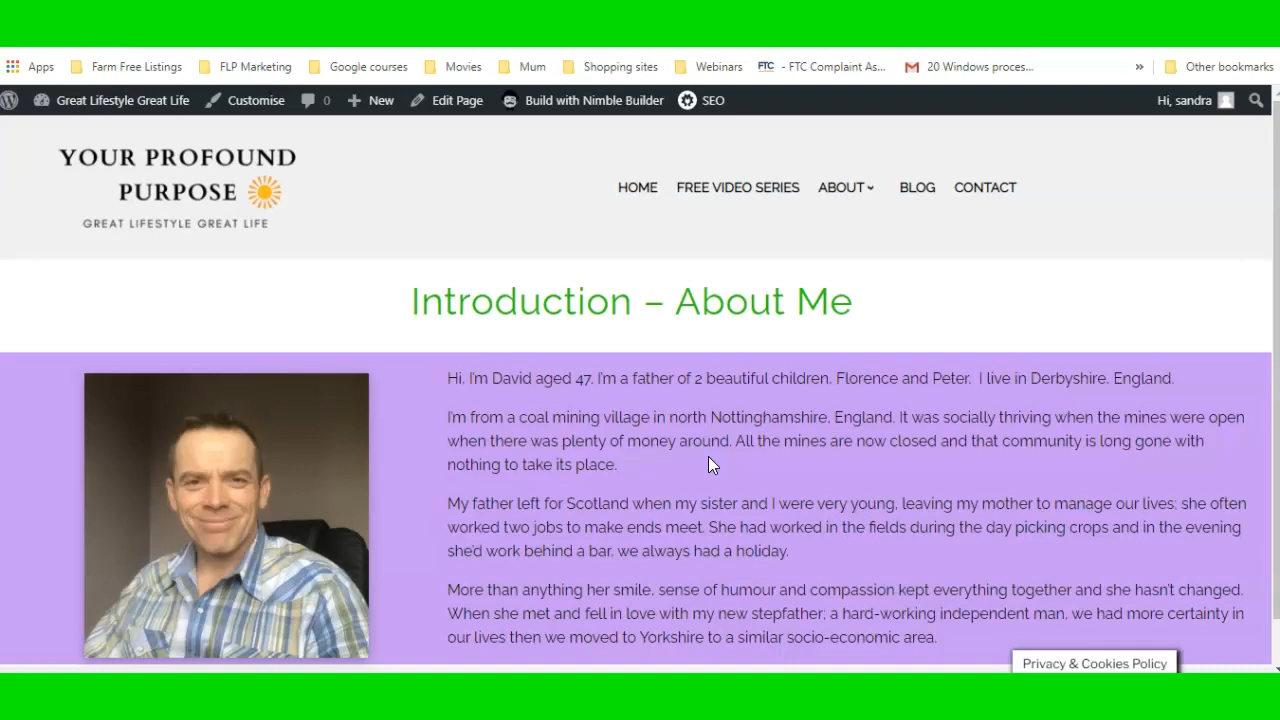 Apps Farm Free Listings FLP Marketing Google courses Movies Mum Shopping sites Webinars FTC - FTC Complaint As... 20 Windows proces... » Other bookmarks
Great Lifestyle Great Life Customise 0 New Edit Page Build with Nimble Builder SEO Hi, sandra
YOUR PROFOUND
PURPOSE
GREAT LIFESTYLE GREAT LIFE
HOME FREE VIDEO SERIES ABOUT BLOG CONTACT
Introduction – About Me
Hi, I'm David aged 47. I'm a father of 2 beautiful children, Florence and Peter.  I live in Derbyshire, England.
I'm from a coal mining village in north Nottinghamshire, England. It was socially thriving when the mines were open
when there was plenty of money around. All the mines are now closed and that community is long gone with
nothing to take its place.
My father left for Scotland when my sister and I were very young, leaving my mother to manage our lives; she often
worked two jobs to make ends meet. She had worked in the fields during the day picking crops and in the evening
she'd work behind a bar, we always had a holiday.
More than anything her smile, sense of humour and compassion kept everything together and she hasn't changed.
When she met and fell in love with my new stepfather; a hard-working independent man, we had more certainty in
our lives then we moved to Yorkshire to a similar socio-economic area.
Privacy & Cookies Policy